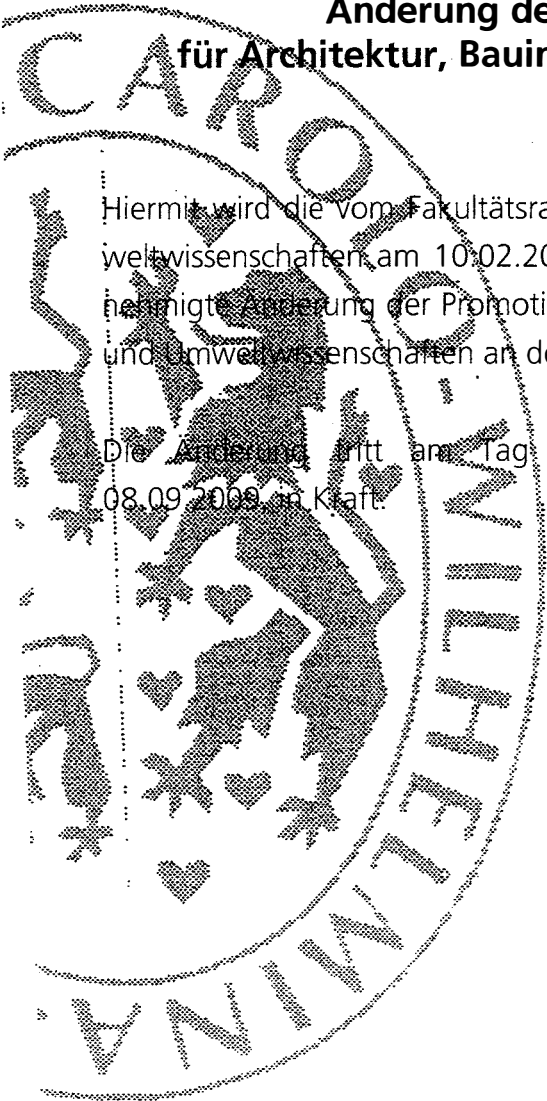 Änderung de
für Architektur, Bauin
Hiermit wird die vom Fakultätsra
weltwissenschaften am 10.02.20
nehmigte Änderung der Promoti
und Umweltwissenschaften an de
Die Änderung tritt am Tag
08.09.2009, in Kraft.
CAROLO-WILHELMINA